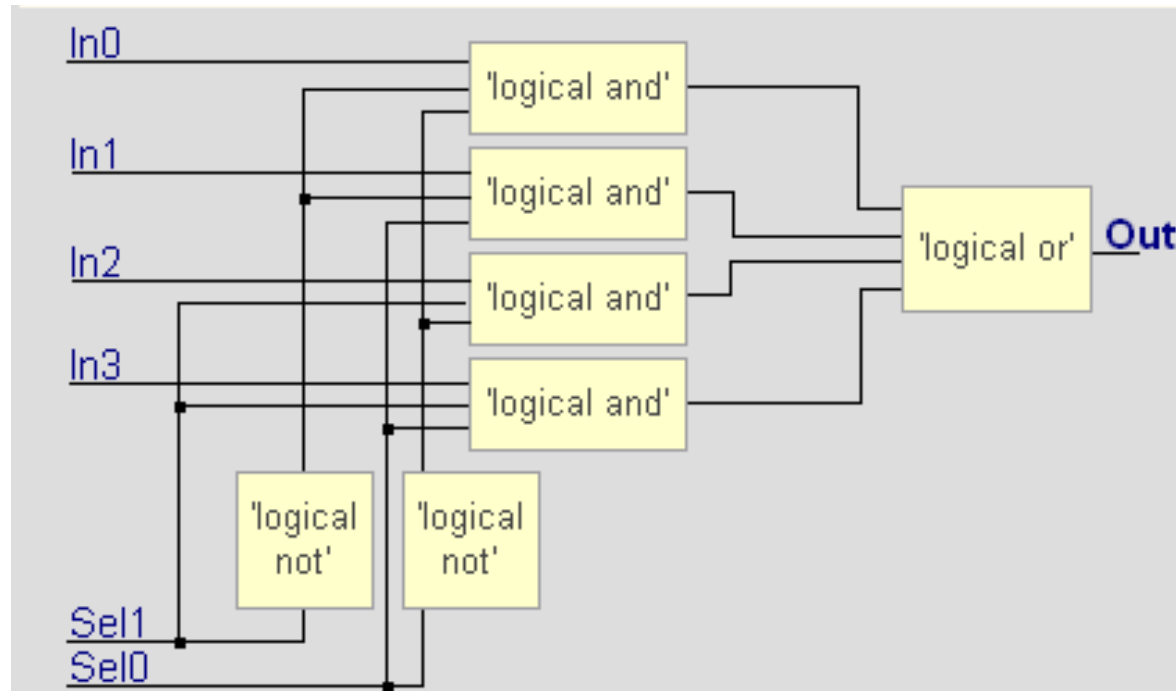 In0
'logical and'
In1
'logical and'
In2
'logical and'
In3
'logical and'
'logical or'
Out
'logical
not'
'logical
not'
Sel1
Sel0